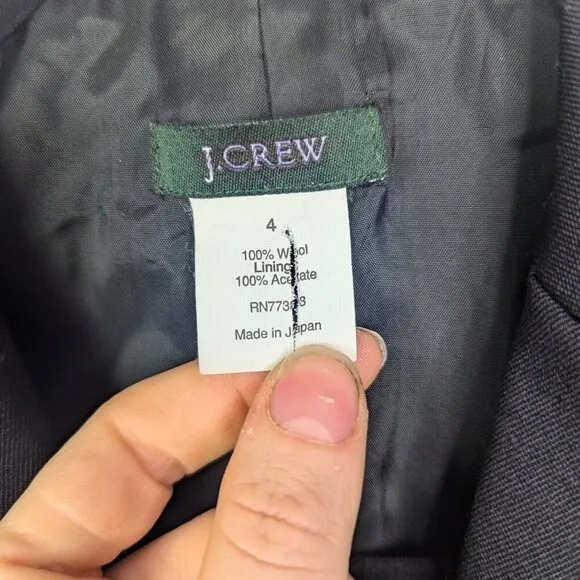 J.CREW
4
100% Wool
Lining
100% Acetate
Made in Japan